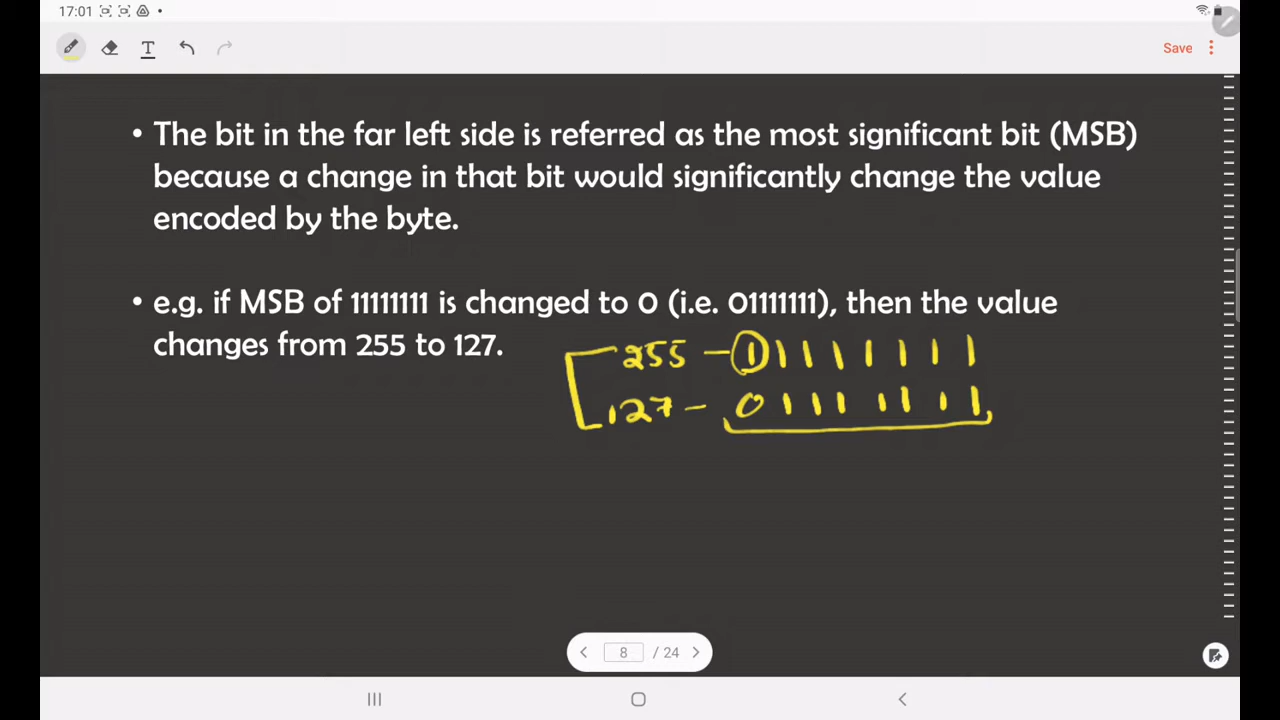 17:01
T
Save
• The bit in the far left side is referred as the most significant bit (MSB)
because a change in that bit would significantly change the value
encoded by the byte.
• e.g. if MSB of 11111111 is changed to 0 (i.e. 01111111), then the value
changes from 255 to 127.
255 – 11111111
127 – 01111111
8 / 24